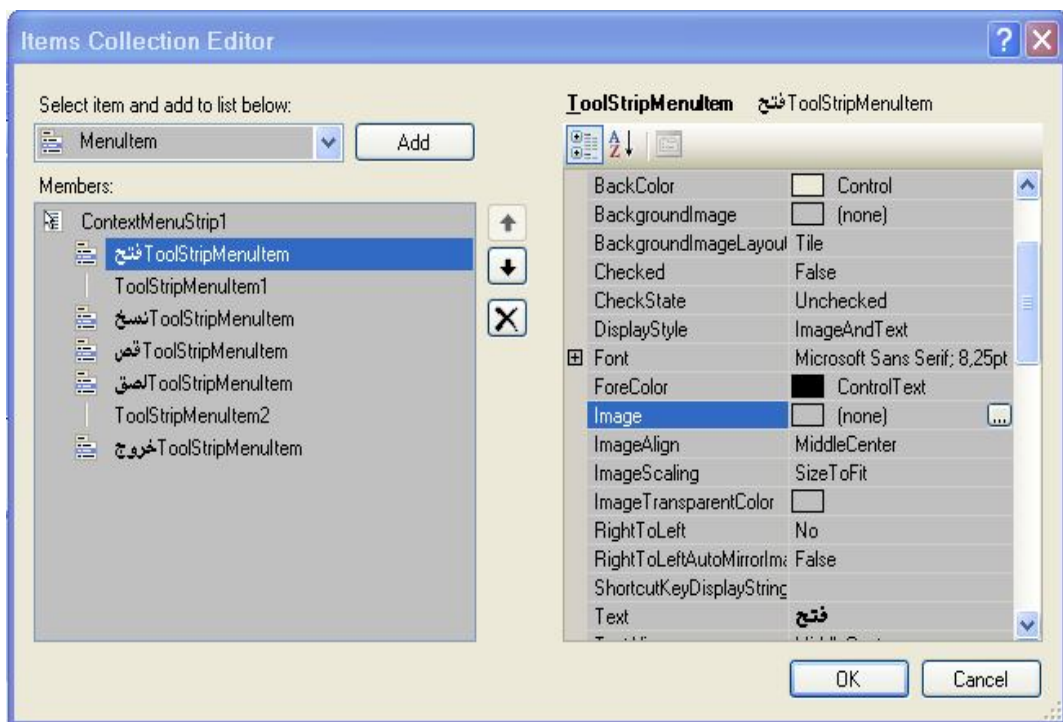 Items Collection Editor
Select item and add to list below:
MenuItem
Add
Members:
ContextMenuStrip1
فتحToolStripMenuItem
ToolStripMenuItem1
نسخToolStripMenuItem
قصToolStripMenuItem
لصقToolStripMenuItem
ToolStripMenuItem2
خروجToolStripMenuItem
ToolStripMenuItem فتحToolStripMenuItem
BackColor Control
BackgroundImage (none)
BackgroundImageLayout Tile
Checked False
CheckState Unchecked
DisplayStyle ImageAndText
Font Microsoft Sans Serif; 8,25pt
ForeColor ControlText
Image (none) ...
ImageAlign MiddleCenter
ImageScaling SizeToFit
ImageTransparentColor
RightToLeft No
RightToLeftAutoMirrorIma False
ShortcutKeyDisplayString
Text فتح
OK
Cancel